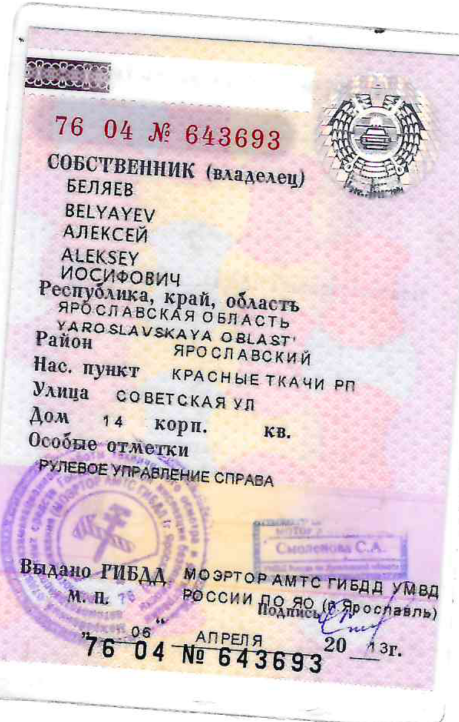 76 04 № 643693
СОБСТВЕННИК (владелец)
БЕЛЯЕВ
BELYAYEV
АЛЕКСЕЙ
ALEKSEY
ИОСИФОВИЧ
Республика, край, область
ЯРОСЛАВСКАЯ ОБЛАСТЬ
YAROSLAVSKAYA OBLAST'
Район ЯРОСЛАВСКИЙ
Нас. пункт КРАСНЫЕ ТКАЧИ РП
Улица СОВЕТСКАЯ УЛ
Дом 14 корп. кв.
Особые отметки
РУЛЕВОЕ УПРАВЛЕНИЕ СПРАВА
Смоленова С.А.
Выдано ГИБДД МОЭРТОР АМТС ГИБДД УМВД
М. П. РОССИИ ПО ЯО (г.Ярославль)
Подпись
" 06 " АПРЕЛЯ 20 13г.
76 04 № 643693